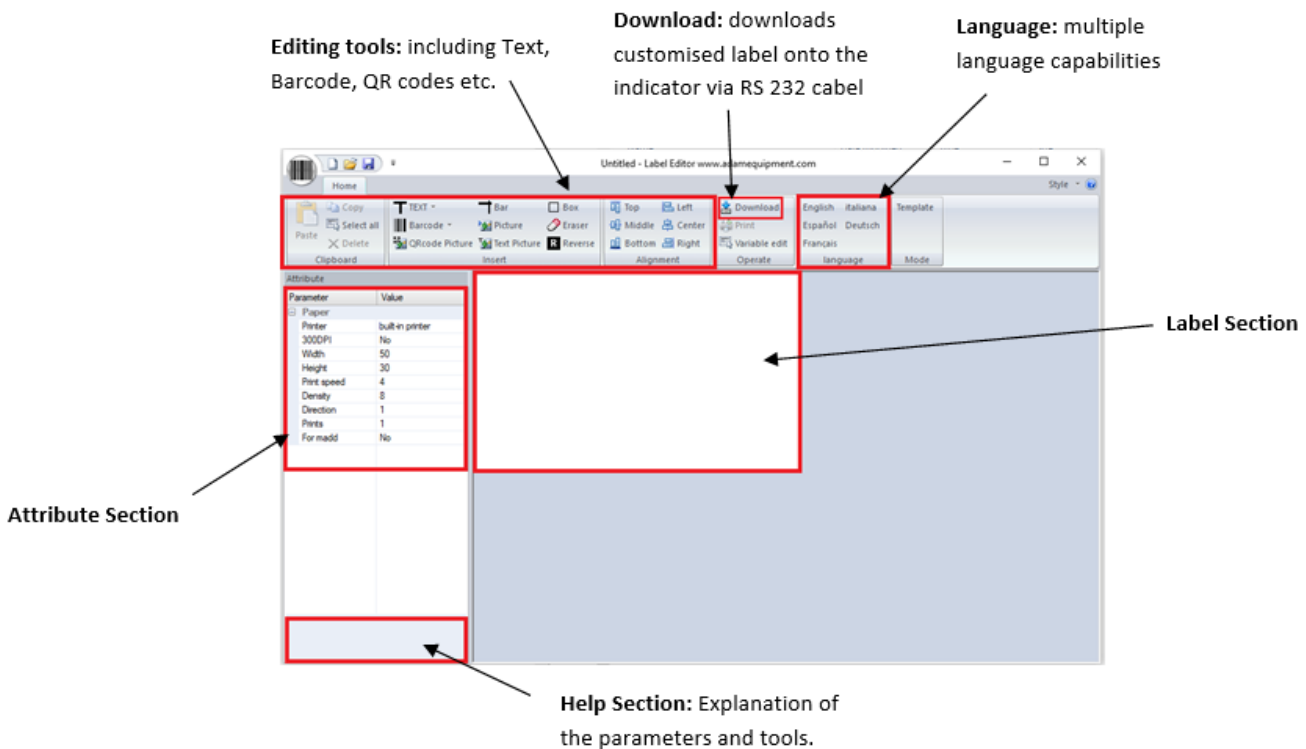 Download: downloads
customised label onto the
indicator via RS 232 cabel
Language: multiple
language capabilities
Editing tools: including Text,
Barcode, QR codes etc.
Untitled - Label Editor www.adamequipment.com
Home
Style
Paste
Copy
Select all
Delete
Clipboard
TEXT
Bar
Box
Barcode
Picture
Eraser
QRcode Picture
Text Picture
R Reverse
Insert
Top
Left
Middle
Center
Bottom
Right
Alignment
Download
Print
Variable edit
Operate
English
italiana
Español
Deutsch
Français
language
Template
Mode
Attribute
Parameter Value
Paper
Printer built-in printer
300DPI No
Width 50
Height 30
Print speed 4
Density 8
Direction 1
Prints 1
For madd No
Label Section
Attribute Section
Help Section: Explanation of
the parameters and tools.